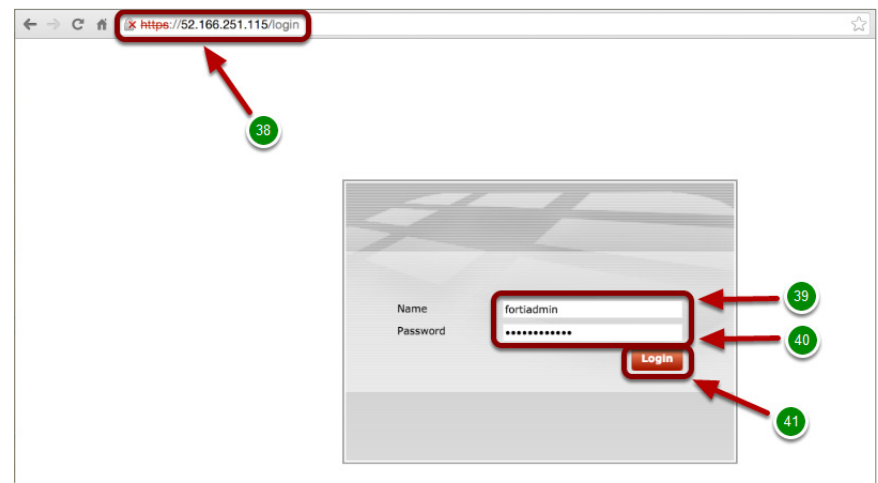 https://52.166.251.115/login
38
Name fortiadmin
39
Password ••••••••••••
40
Login
41